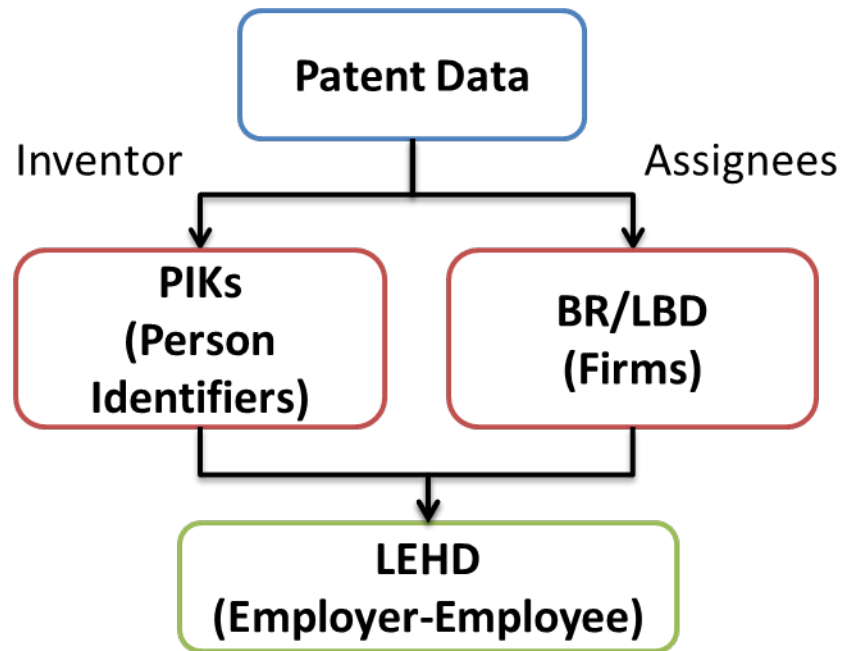 Patent Data
Inventor
Assignees
PIKs
(Person
Identifiers)
BR/LBD
(Firms)
LEHD
(Employer-Employee)